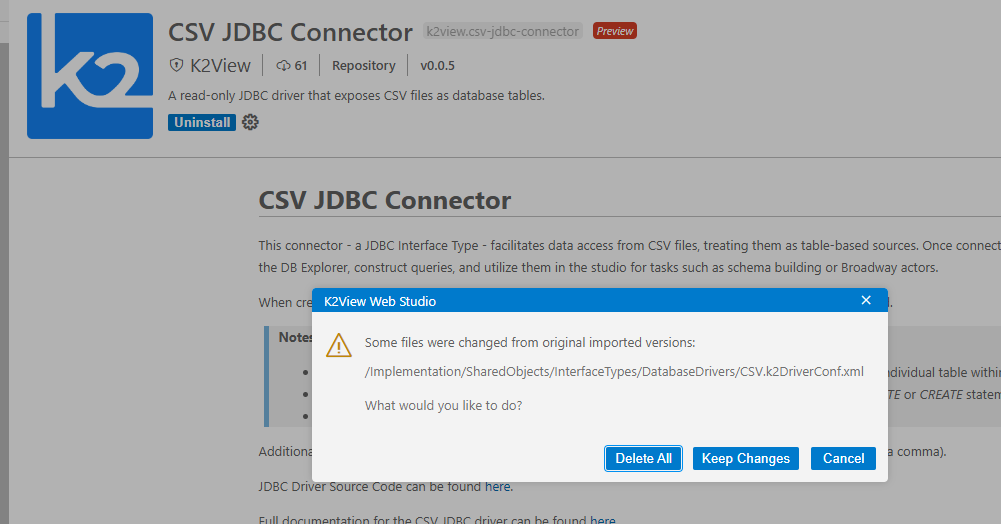 K2
CSV JDBC Connector k2view.csv-jdbc-connector Preview
K2View 61 Repository v0.0.5
A read-only JDBC driver that exposes CSV files as database tables.
Uninstall
CSV JDBC Connector
This connector - a JDBC Interface Type - facilitates data access from CSV files, treating them as table-based sources. Once connect
the DB Explorer, construct queries, and utilize them in the studio for tasks such as schema building or Broadway actors.
When cre
K2View Web Studio
Notes
Some files were changed from original imported versions:
/Implementation/SharedObjects/InterfaceTypes/DatabaseDrivers/CSV.k2DriverConf.xml
dividual table within
What would you like to do?
TE or CREATE statem
Delete All Keep Changes Cancel
Additiona
a comma).
JDBC Driver Source Code can be found here.
Full documentation for the CSV JDBC driver can be found here